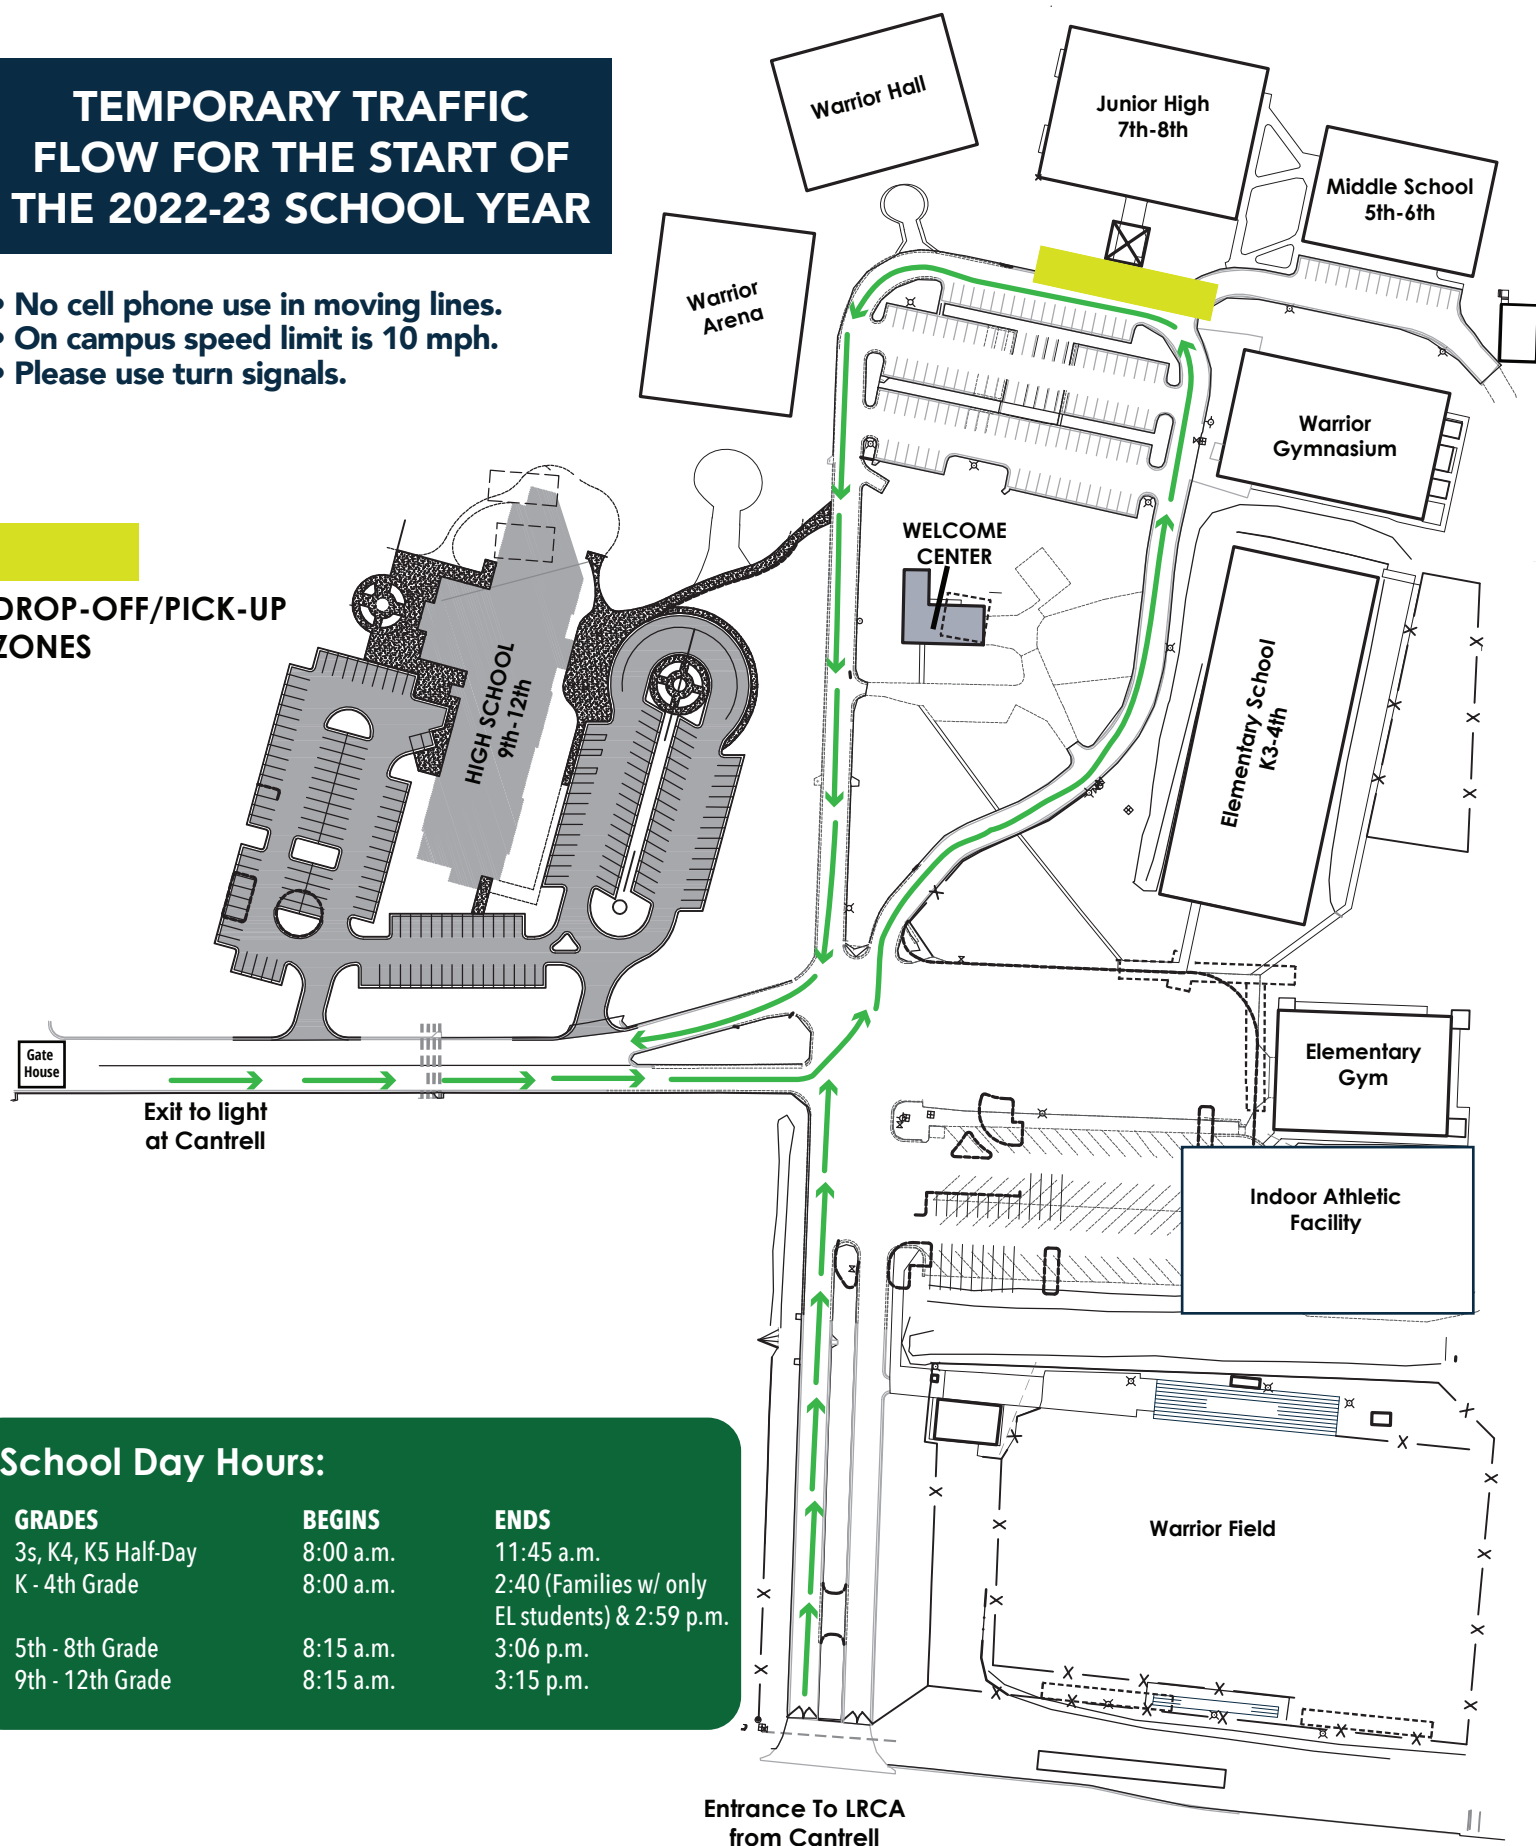 TEMPORARY TRAFFIC
FLOW FOR THE START OF
THE 2022-23 SCHOOL YEAR
• No cell phone use in moving lines.
• On campus speed limit is 10 mph.
• Please use turn signals.
DROP-OFF/PICK-UP
ZONES
Warrior Hall
Junior High
7th-8th
Middle School
5th-6th
Warrior
Arena
Warrior
Gymnasium
WELCOME
CENTER
HIGH SCHOOL
9th-12th
Elementary School
K3-4th
Gate
House
Exit to light
at Cantrell
Elementary
Gym
Indoor Athletic
Facility
Warrior Field
School Day Hours:
GRADES BEGINS ENDS
3s, K4, K5 Half-Day 8:00 a.m. 11:45 a.m.
K - 4th Grade 8:00 a.m. 2:40 (Families w/ only
EL students) & 2:59 p.m.
5th - 8th Grade 8:15 a.m. 3:06 p.m.
9th - 12th Grade 8:15 a.m. 3:15 p.m.
Entrance To LRCA
from Cantrell